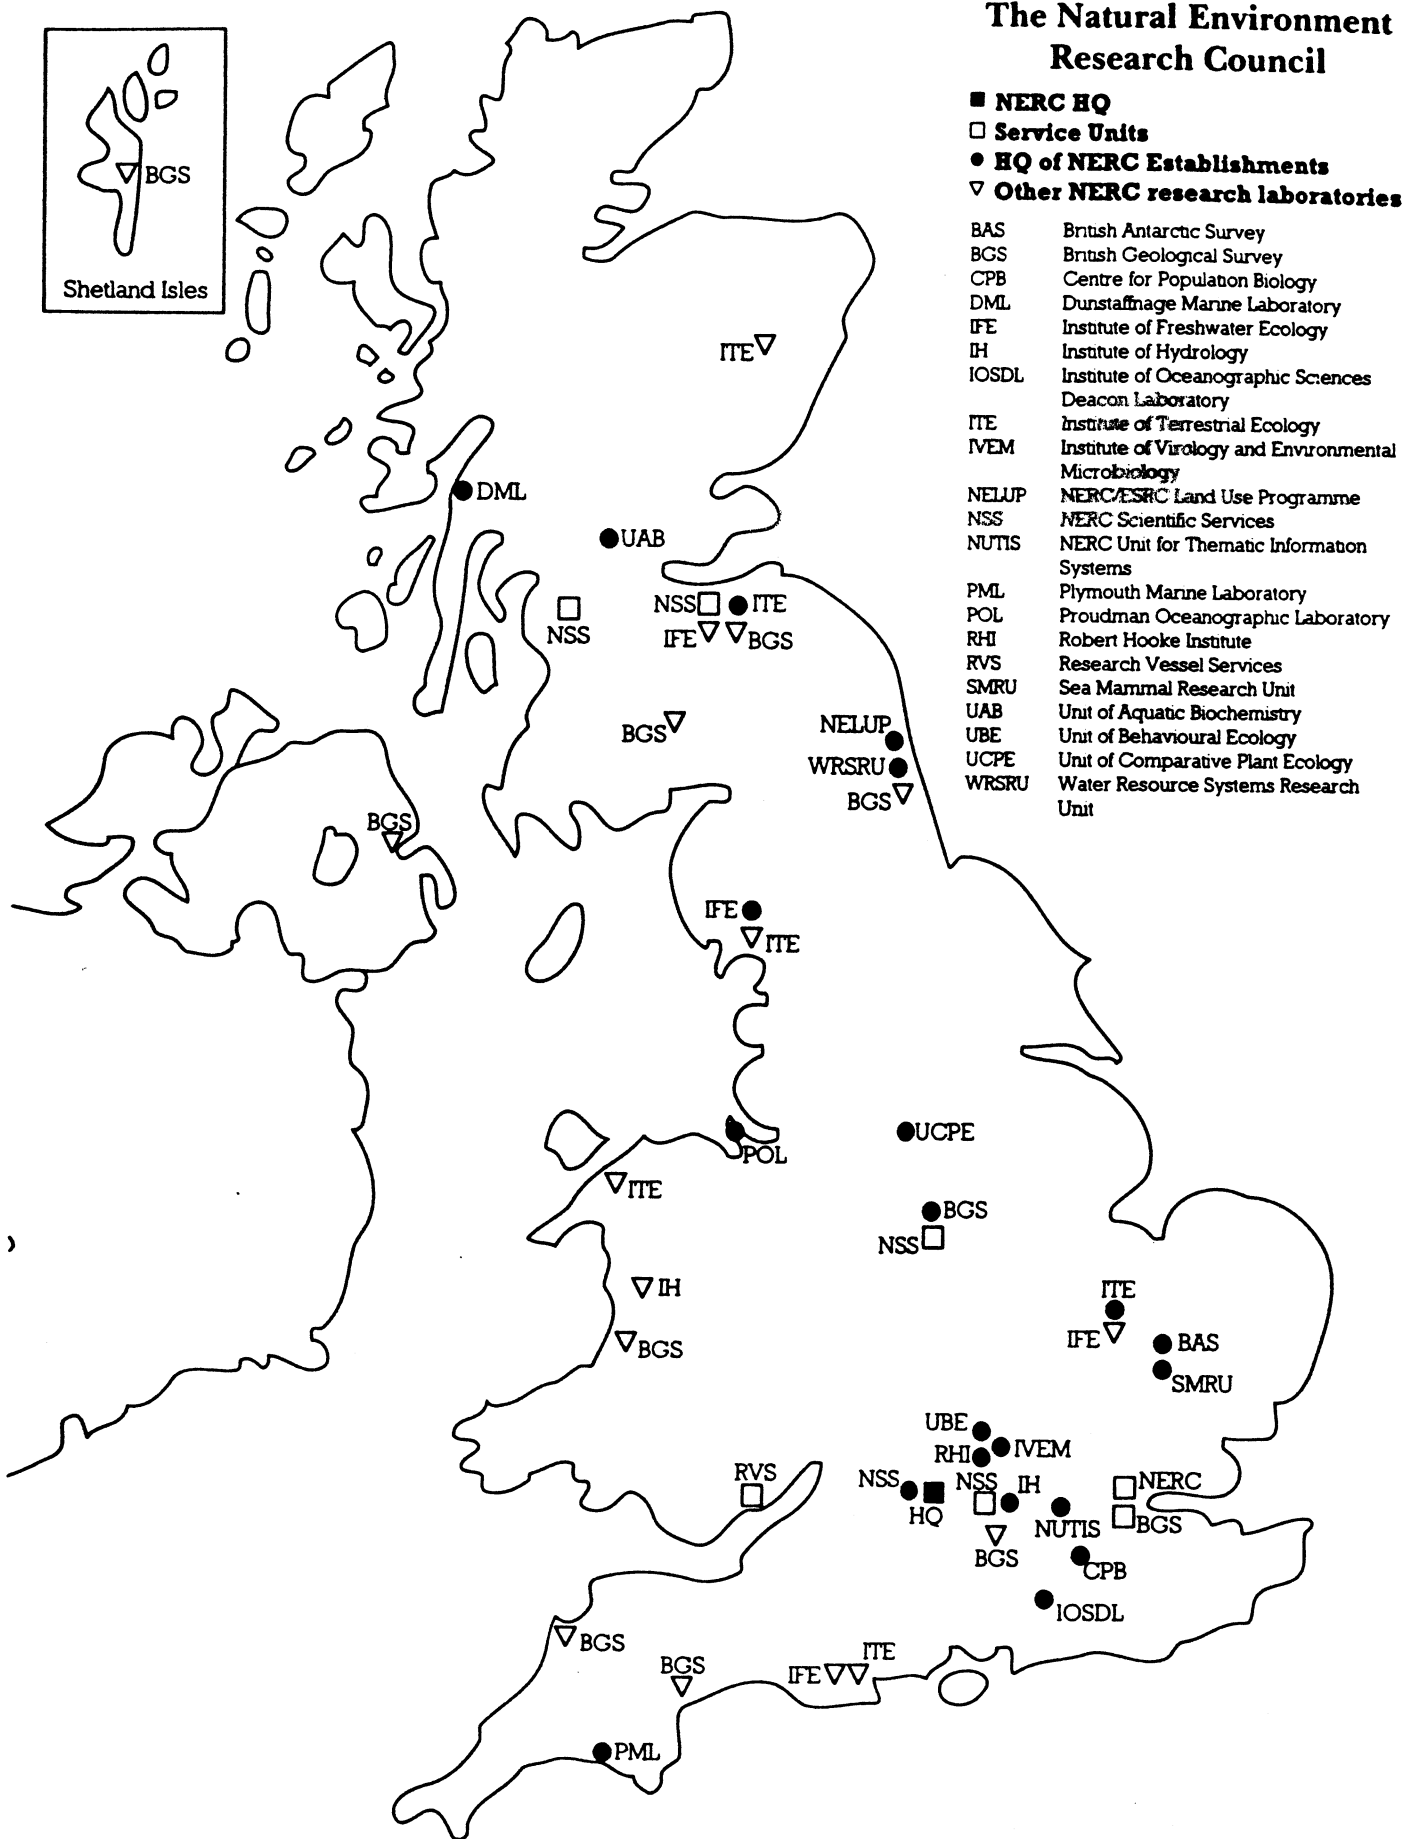 The Natural Environment
Research Council
■ NERC HQ
□ Service Units
● HQ of NERC Establishments
▽ Other NERC research laboratories
BAS British Antarctic Survey
BGS British Geological Survey
CPB Centre for Population Biology
DML Dunstaffnage Marine Laboratory
IFE Institute of Freshwater Ecology
IH Institute of Hydrology
IOSDL Institute of Oceanographic Sciences
Deacon Laboratory
ITE Institute of Terrestrial Ecology
IVEM Institute of Virology and Environmental
Microbiology
NELUP NERC/ESRC Land Use Programme
NSS NERC Scientific Services
NUTIS NERC Unit for Thematic Information
Systems
PML Plymouth Marine Laboratory
POL Proudman Oceanographic Laboratory
RHI Robert Hooke Institute
RVS Research Vessel Services
SMRU Sea Mammal Research Unit
UAB Unit of Aquatic Biochemistry
UBE Unit of Behavioural Ecology
UCPE Unit of Comparative Plant Ecology
WRSRU Water Resource Systems Research
Unit
BGS
Shetland Isles
ITE
DML
UAB
NSS
NSS
ITE
IFE
BGS
BGS
NELUP
WRSRU
BGS
BGS
IFE
ITE
POL
UCPE
ITE
BGS
NSS
IH
BGS
ITE
IFE
BAS
SMRU
UBE
RHI
IVEM
RVS
NSS
HQ
NSS
IH
NERC
NUTIS
BGS
BGS
CPB
IOSDL
BGS
BGS
IFE
ITE
PML